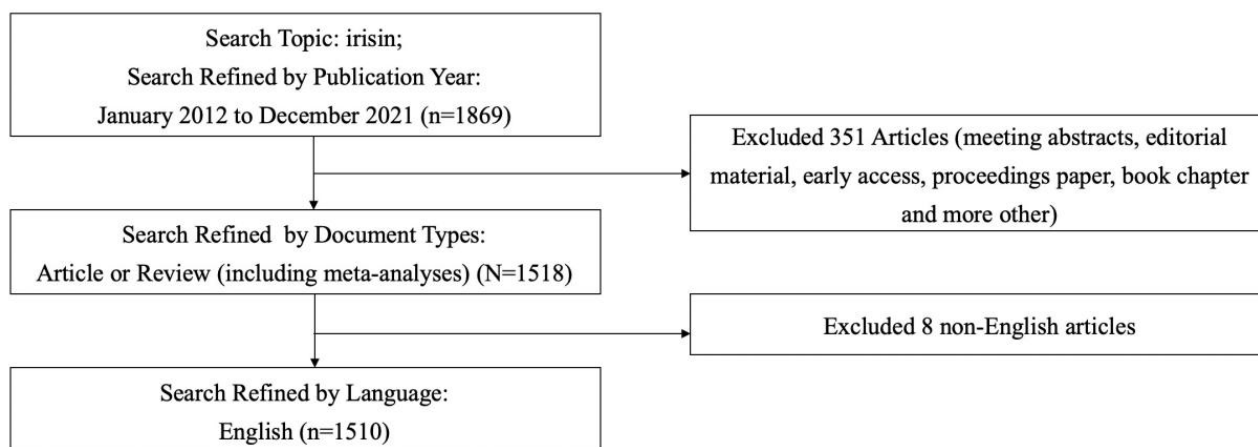 Search Topic: irisin;
Search Refined by Publication Year:
January 2012 to December 2021 (n=1869)
Excluded 351 Articles (meeting abstracts, editorial
material, early access, proceedings paper, book chapter
and more other)
Search Refined by Document Types:
Article or Review (including meta-analyses) (N=1518)
Excluded 8 non-English articles
Search Refined by Language:
English (n=1510)